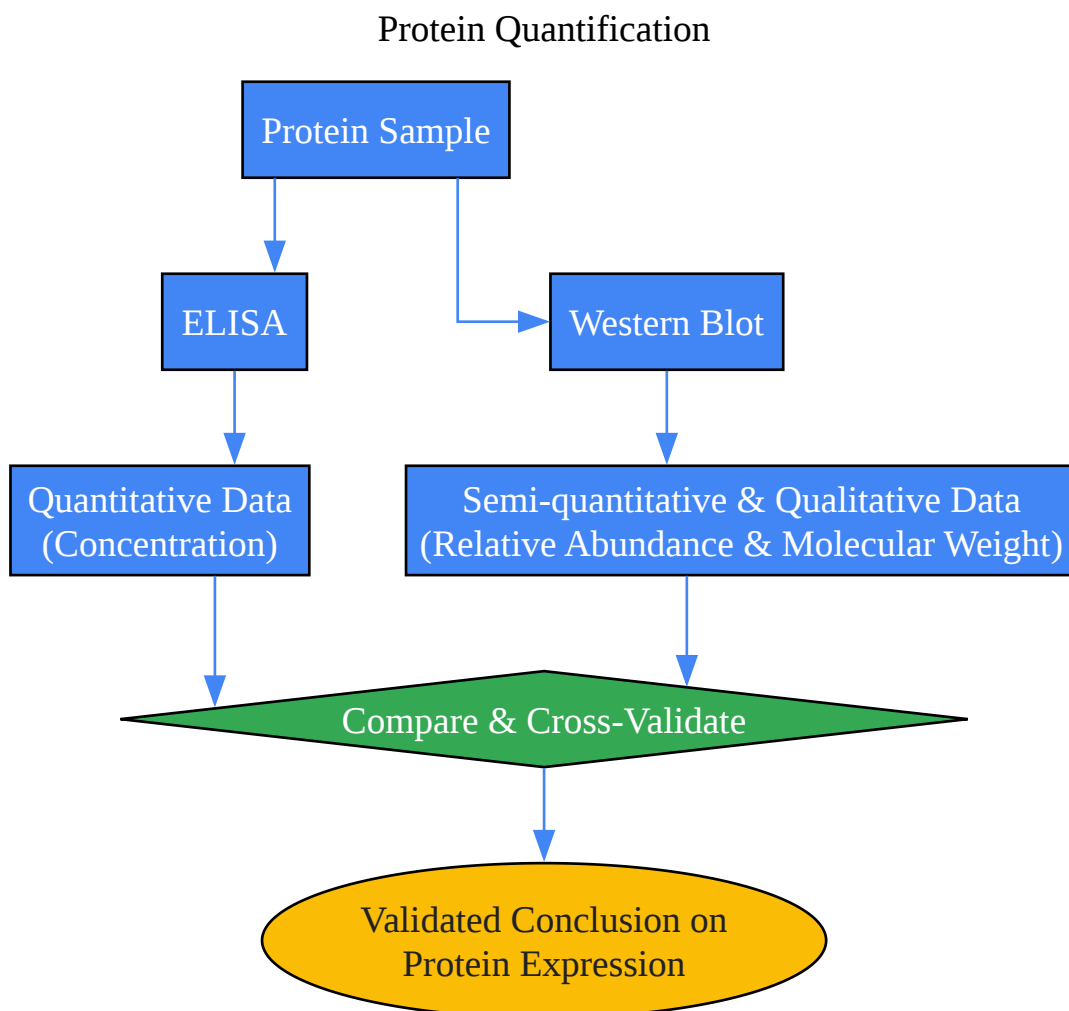 Protein Quantification
Protein Sample
ELISA
Western Blot
Quantitative Data
(Concentration)
Semi-quantitative & Qualitative Data
(Relative Abundance & Molecular Weight)
Compare & Cross-Validate
Validated Conclusion on
Protein Expression